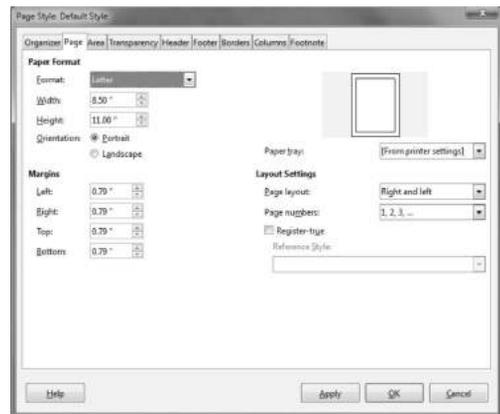 Page Style: Default Style
Organizer Page Area Transparency Header Footer Borders Columns Footnote
Paper Format
Format: Letter
Width: 8.50 "
Height: 11.00 "
Orientation: Portrait
Landscape
Paper tray: [From printer settings]
Margins
Left: 0.79 "
Right: 0.79 "
Top: 0.79 "
Bottom: 0.79 "
Layout Settings
Page layout: Right and left
Page numbers: 1, 2, 3, ...
Register-true
Reference Style:
Help Apply OK Cancel